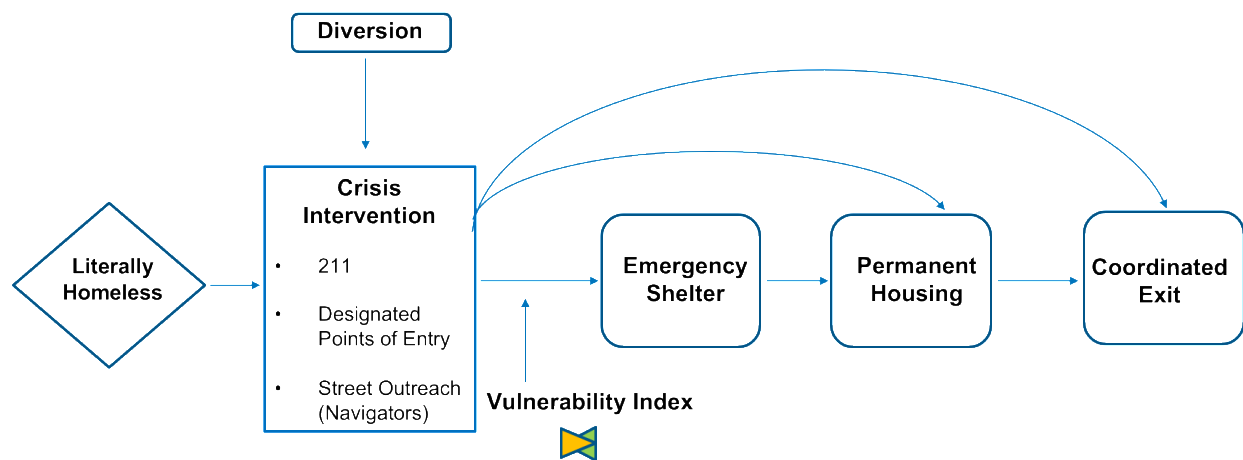 Diversion
Literally
Homeless
Crisis
Intervention
• 211
• Designated
Points of Entry
• Street Outreach
(Navigators)
Vulnerability Index
Emergency
Shelter
Permanent
Housing
Coordinated
Exit